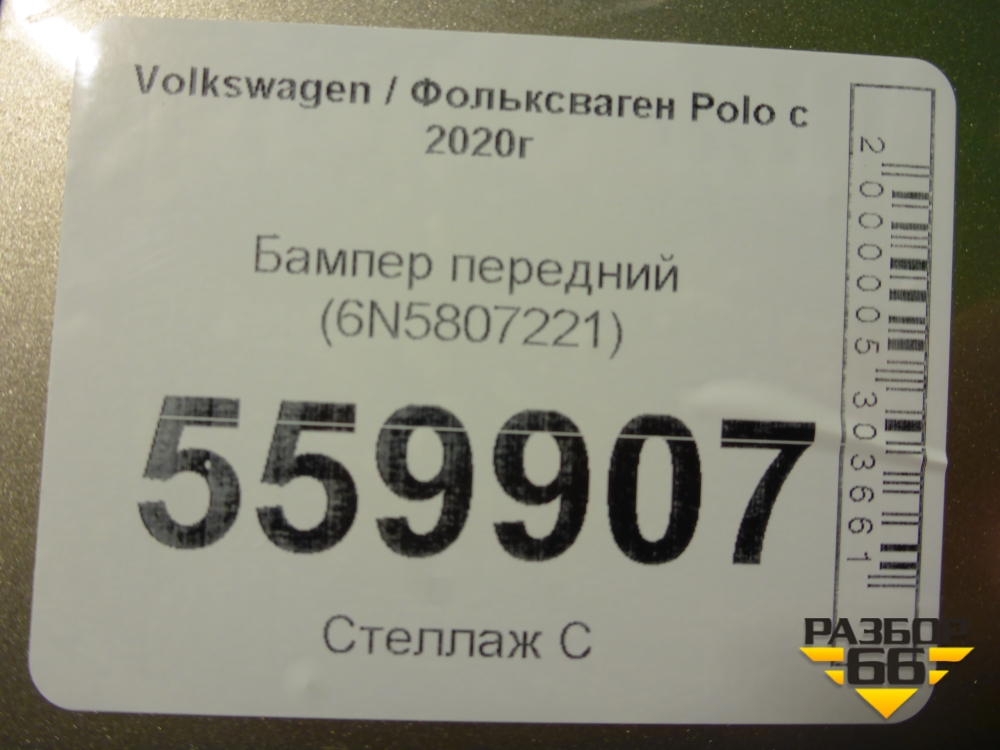 Volkswagen / Фольксваген Polo с
2020г
Бампер передний
(6N5807221)
559907
Стеллаж С
2000005303661
РАЗБОР
66